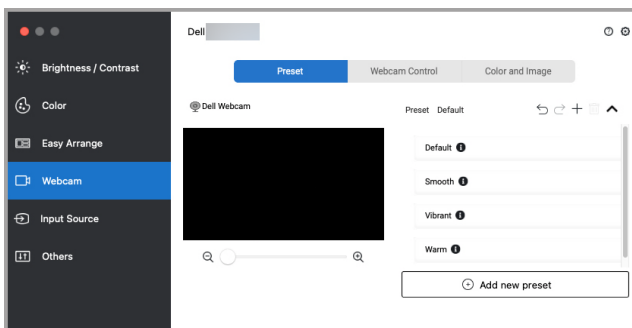 Dell
Brightness / Contrast
Color
Easy Arrange
Webcam
Input Source
Others
Preset
Webcam Control
Color and Image
Dell Webcam
Preset Default
Default
Smooth
Vibrant
Warm
Add new preset